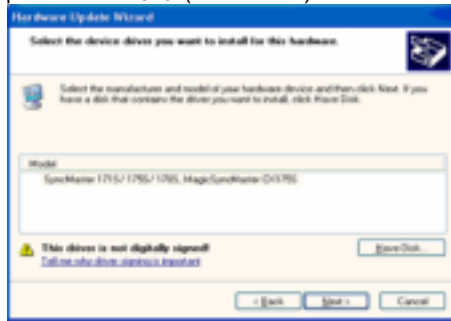 Hardware Update Wizard
Select the device driver you want to install for this hardware.
Select the manufacturer and model of your hardware device and then click Next. If you
have a disk that contains the driver you want to install, click Have Disk.
Model
SyncMaster 171S/ 175S/ 170S, MagicSyncMaster
This driver is not digitally signed!
Tell me why driver signing is important
Have Disk...
< Back
Next >
Cancel